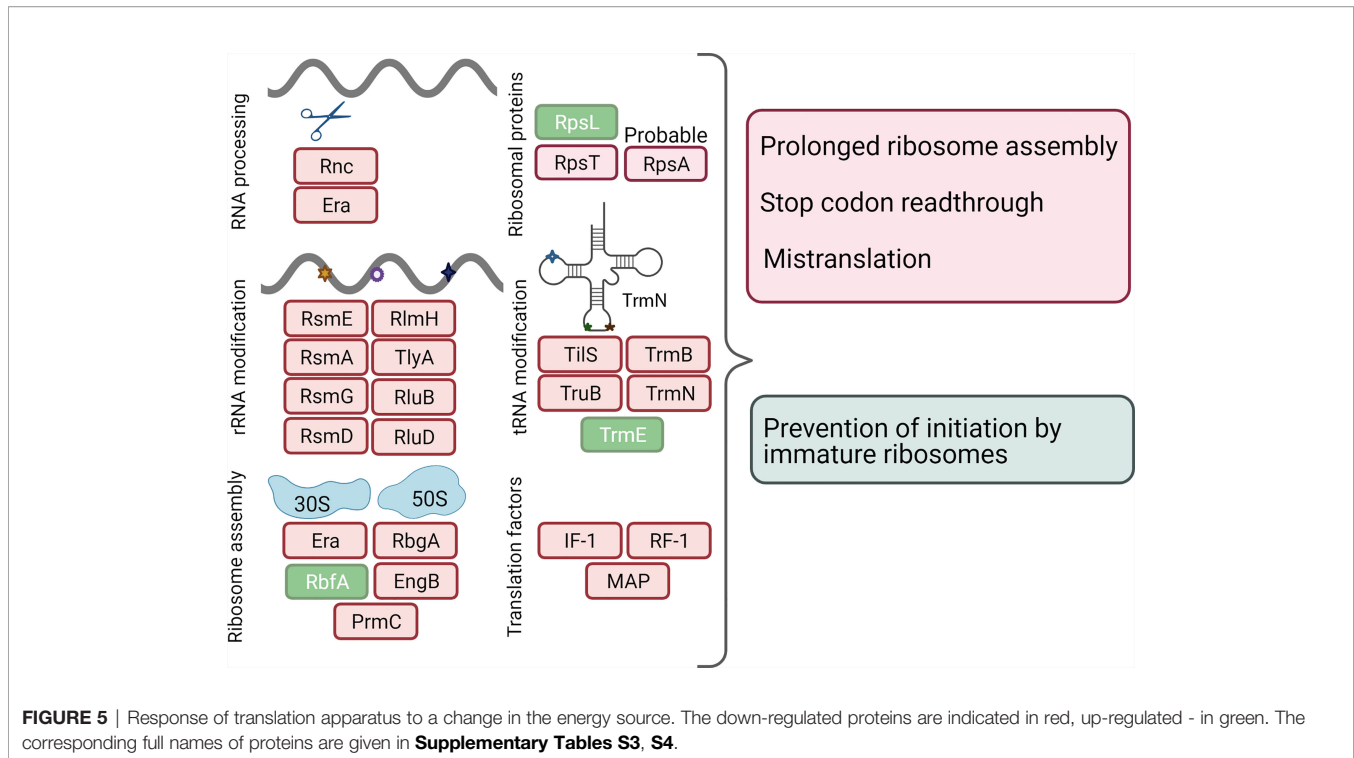 RNA processing
Rnc
Era
Ribosomal proteins
RpsL
Probable
RpsT
RpsA
rRNA modification
RsmE
RlmH
RsmA
TlyA
RsmG
RluB
RsmD
RluD
tRNA modification
TrmN
TilS
TrmB
TruB
TrmN
TrmE
Ribosome assembly
30S
50S
Era
RbgA
RbfA
EngB
PrmC
Translation factors
IF-1
RF-1
MAP
Prolonged ribosome assembly
Stop codon readthrough
Mistranslation
Prevention of initiation by
immature ribosomes
FIGURE 5 | Response of translation apparatus to a change in the energy source. The down-regulated proteins are indicated in red, up-regulated - in green. The
corresponding full names of proteins are given in Supplementary Tables S3, S4.